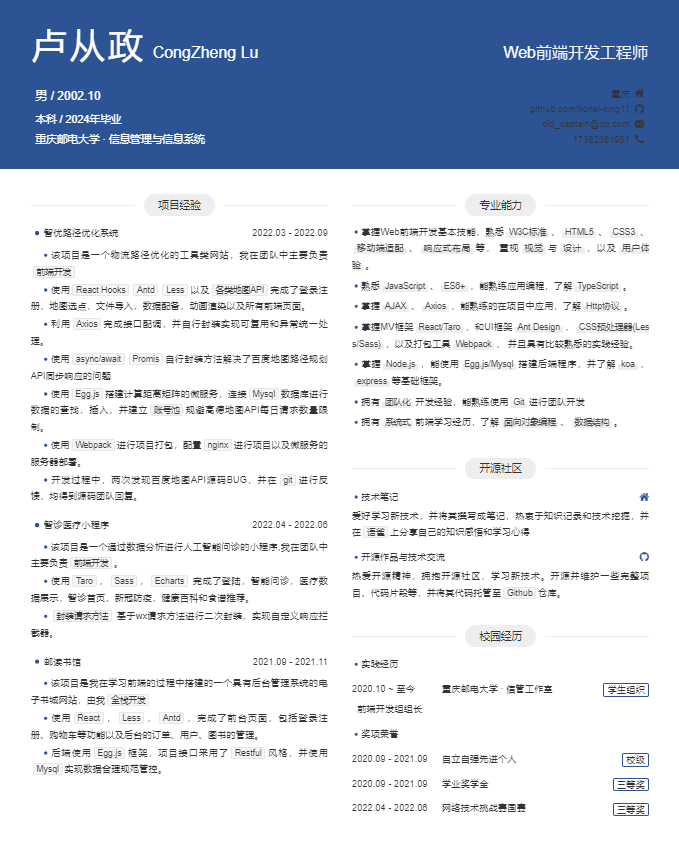 卢从政 CongZheng Lu
Web前端开发工程师
男 / 2002.10
本科 / 2024年毕业
重庆邮电大学 · 信息管理与信息系统
重庆
github.com/lionel-king11
old_captain@qq.com
17382381980
项目经验
智优路径优化系统 2022.03 - 2022.09
该项目是一个物流路径优化的工具类网站，我在团队中主要负责
前端开发
使用 React Hooks Antd Less 以及 各类地图API 完成了登录注
册，地图选点，文件导入，数据配备，动画渲染以及所有前端页面。
利用 Axios 完成接口配调，并自行封装实现可复用和异常统一处
理。
使用 async/await Promis 自行封装方法解决了百度地图路径规划
API同步响应的问题
使用 Egg.js 搭建计算距离矩阵的微服务，连接 Mysql 数据库进行
数据的查找，插入，并建立 账号池 规避高德地图API每日请求数量限
制。
使用 Webpack 进行项目打包，配置 nginx 进行项目以及微服务的
服务器部署。
开发过程中，两次发现百度地图API源码BUG，并在 git 进行反
馈，均得到源码团队回复。
智诊医疗小程序 2022.04 - 2022.06
该项目是一个通过数据分析进行人工智能问诊的小程序,我在团队中
主要负责 前端开发 。
使用 Taro ， Sass ， Echarts 完成了登陆，智能问诊，医疗数
据展示，智诊首页，新冠防疫，健康百科和食谱推荐。
封装请求方法 基于wx请求方法进行二次封装，实现自定义响应拦
截器。
邮读书馆 2021.09 - 2021.11
该项目是我在学习前端的过程中搭建的一个具有后台管理系统的电
子书城网站，由我 全栈开发
使用 React ， Less ， Antd ，完成了前台页面，包括登录注
册、购物车等功能以及后台的订单、用户、图书的管理。
后端使用 Egg.js 框架，项目接口采用了 Restful 风格，并使用
Mysql 实现数据合理规范管控。
专业能力
掌握Web前端开发基本技能，熟悉 W3C标准 、 HTML5 、 CSS3 、
移动端适配 、 响应式布局 等， 重视 视觉 与 设计 ，以及 用户体
验 。
熟悉 JavaScript 、 ES6+ ，能熟练应用编程，了解 TypeScript 。
掌握 AJAX 、 Axios ，能熟练的在项目中应用，了解 Http协议 。
掌握MV框架 React/Taro ，和UI框架 Ant Design ， CSS预处理器(Les
s/Sass) ，以及打包工具 Webpack ， 并且具有比较熟悉的实践经验。
掌握 Node.js ，能使用 Egg.js/Mysql 搭建后端程序，并了解 koa ，
express 等基础框架。
拥有 团队化 开发经验，能熟练使用 Git 进行团队开发
拥有 系统式 前端学习经历，了解 面向对象编程 、 数据结构 。
开源社区
技术笔记
爱好学习新技术，并将其撰写成笔记，热衷于知识记录和技术挖掘，并
在 语雀 上分享自己的知识感悟和学习心得
开源作品与技术交流
热爱开源精神，拥抱开源社区，学习新技术。开源并维护一些完整项
目、代码片段等，并将其代码托管至 Github 仓库。
校园经历
实践经历
2020.10 ~ 至今 重庆邮电大学 · 信管工作室 学生组织
前端开发组组长
奖项荣誉
2020.09 - 2021.09 自立自强先进个人 校级
2020.09 - 2021.09 学业奖学金 三等奖
2022.04 - 2022.06 网络技术挑战赛国赛 三等奖